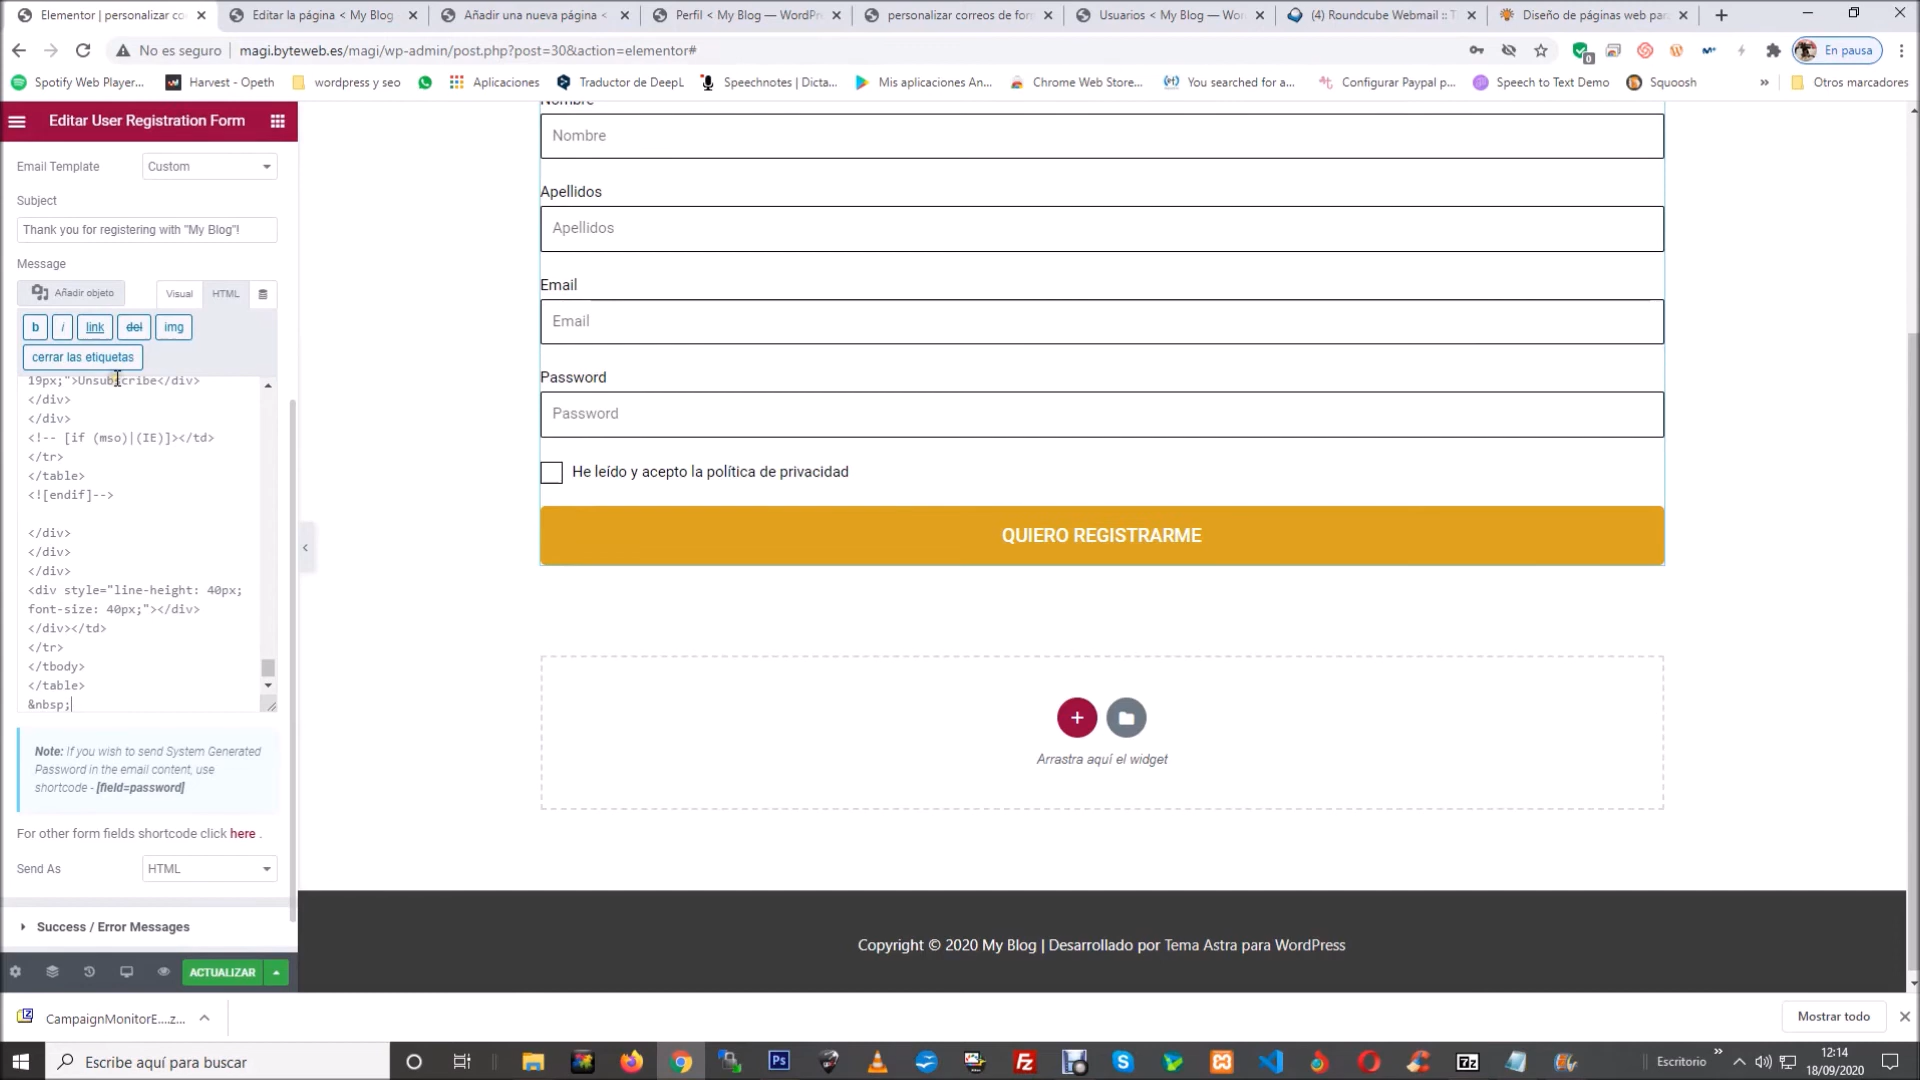 Elementor | personalizar co
Editar la página < My Blog
Añadir una nueva página <
Perfil < My Blog — WordPr
personalizar correos de for
Usuarios < My Blog — Wor
(4) Roundcube Webmail :: T
Diseño de páginas web par
No es seguro
magi.byteweb.es/magi/wp-admin/post.php?post=30&action=elementor#
0
En pausa
Spotify Web Player...
Harvest - Opeth
wordpress y seo
Aplicaciones
Traductor de DeepL
Speechnotes | Dicta...
Mis aplicaciones An...
Chrome Web Store...
You searched for a...
Configurar Paypal p...
Speech to Text Demo
Squoosh
»
Otros marcadores
Editar User Registration Form
Email Template
Custom
Subject
Thank you for registering with "My Blog"!
Message
Añadir objeto
Visual
HTML
b
i
link
del
img
cerrar las etiquetas
19px;">Unsubscribe</div>
</div>
</div>
<!-- [if (mso)|(IE)]></td>
</tr>
</table>
<![endif]-->
</div>
</div>
</div>
<div style="line-height: 40px;
font-size: 40px;"></div>
</div></td>
</tr>
</tbody>
</table>
&nbsp;
Note: If you wish to send System Generated
Password in the email content, use
shortcode - [field=password]
For other form fields shortcode click here .
Send As
HTML
Success / Error Messages
ACTUALIZAR
Nombre
Nombre
Apellidos
Apellidos
Email
Email
Password
Password
He leído y acepto la política de privacidad
QUIERO REGISTRARME
Arrastra aquí el widget
Copyright © 2020 My Blog | Desarrollado por Tema Astra para WordPress
CampaignMonitorE....z...
Mostrar todo
Escribe aquí para buscar
Ps
7z
Escritorio
»
12:14
18/09/2020